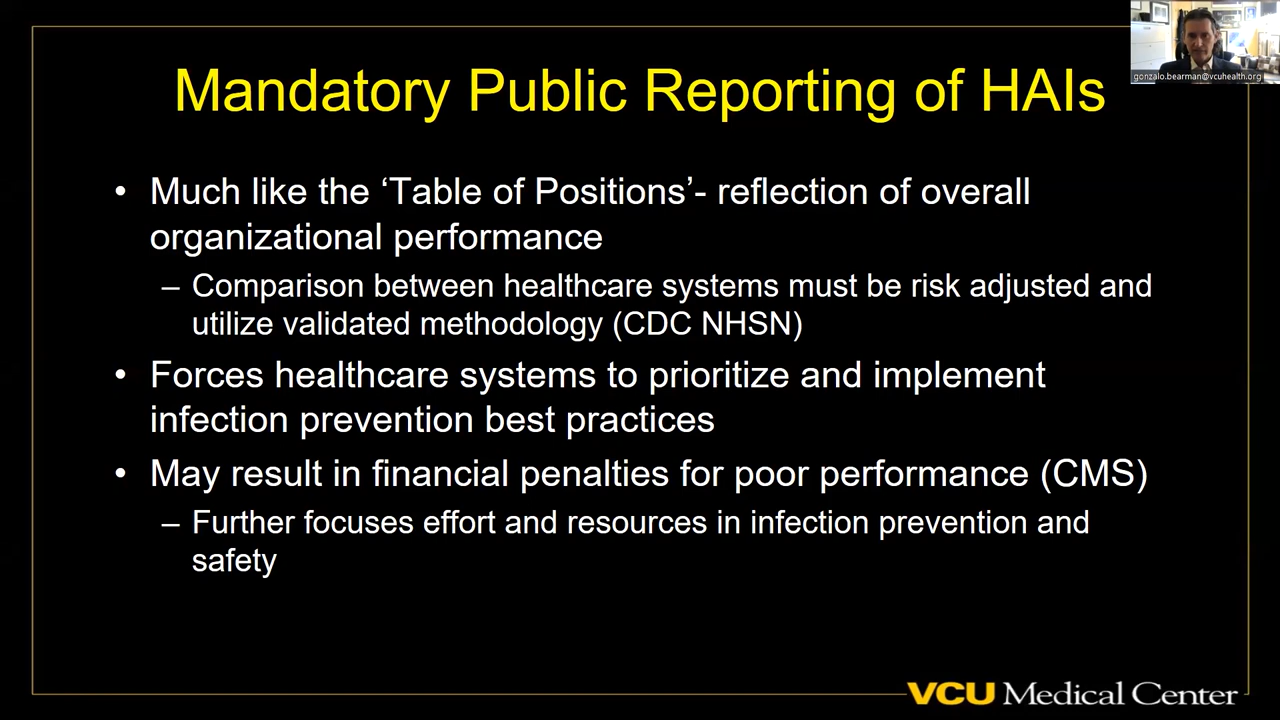 gonzalo.bearman@vcuhealth.org
Mandatory Public Reporting of HAIs
• Much like the ‘Table of Positions’- reflection of overall
organizational performance
– Comparison between healthcare systems must be risk adjusted and
utilize validated methodology (CDC NHSN)
• Forces healthcare systems to prioritize and implement
infection prevention best practices
• May result in financial penalties for poor performance (CMS)
– Further focuses effort and resources in infection prevention and
safety
VCU Medical Center